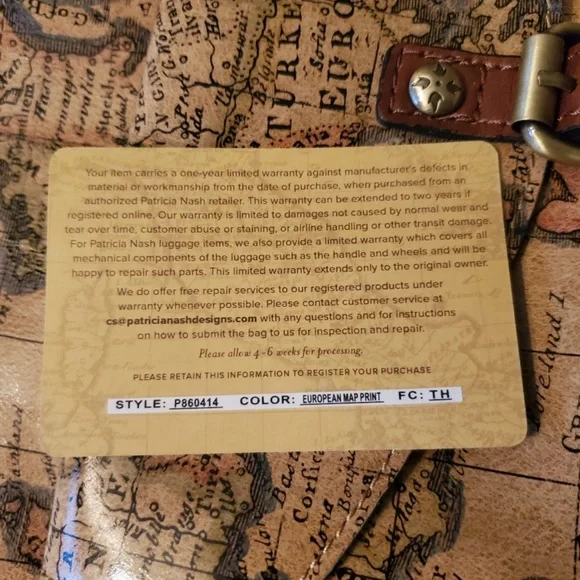 TURKE
EURO
Your item carries a one-year limited warranty against manufacturer's defects in
material or workmanship from the date of purchase, when purchased from an
authorized Patricia Nash retailer. This warranty can be extended to two years if
registered online. Our warranty is limited to damages not caused by normal wear and
tear over time, customer abuse or staining, or airline handling or other transit damage.
For Patricia Nash luggage items, we also provide a limited warranty which covers all
mechanical components of the luggage such as the handle and wheels and will be
happy to repair such parts. This limited warranty extends only to the original owner.
We do offer free repair services to our registered products under
warranty whenever possible. Please contact customer service at
cs@patricianashdesigns.com with any questions and for instructions
on how to submit the bag to us for inspection and repair.
Please allow 4-6 weeks for processing.
PLEASE RETAIN THIS INFORMATION TO REGISTER YOUR PURCHASE
STYLE: P860414 COLOR: EUROPEAN MAP PRINT FC: TH